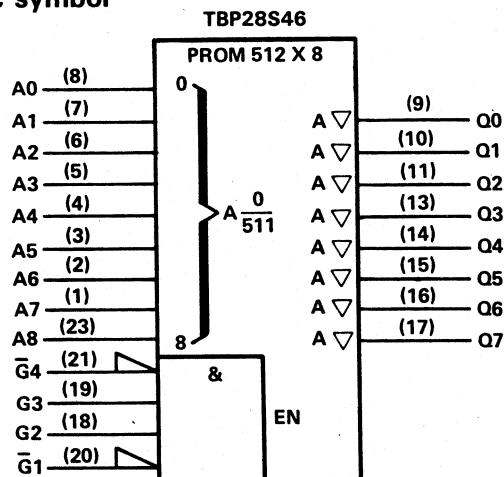 symbol
TBP28S46
PROM 512 X 8
A0 (8)
A1 (7)
A2 (6)
A3 (5)
A4 (4)
A5 (3)
A6 (2)
A7 (1)
A8 (23)
G̅4 (21)
G3 (19)
G2 (18)
G̅1 (20)
0
8
A 0/511
&
EN
A ▽ (9) Q0
A ▽ (10) Q1
A ▽ (11) Q2
A ▽ (13) Q3
A ▽ (14) Q4
A ▽ (15) Q5
A ▽ (16) Q6
A ▽ (17) Q7